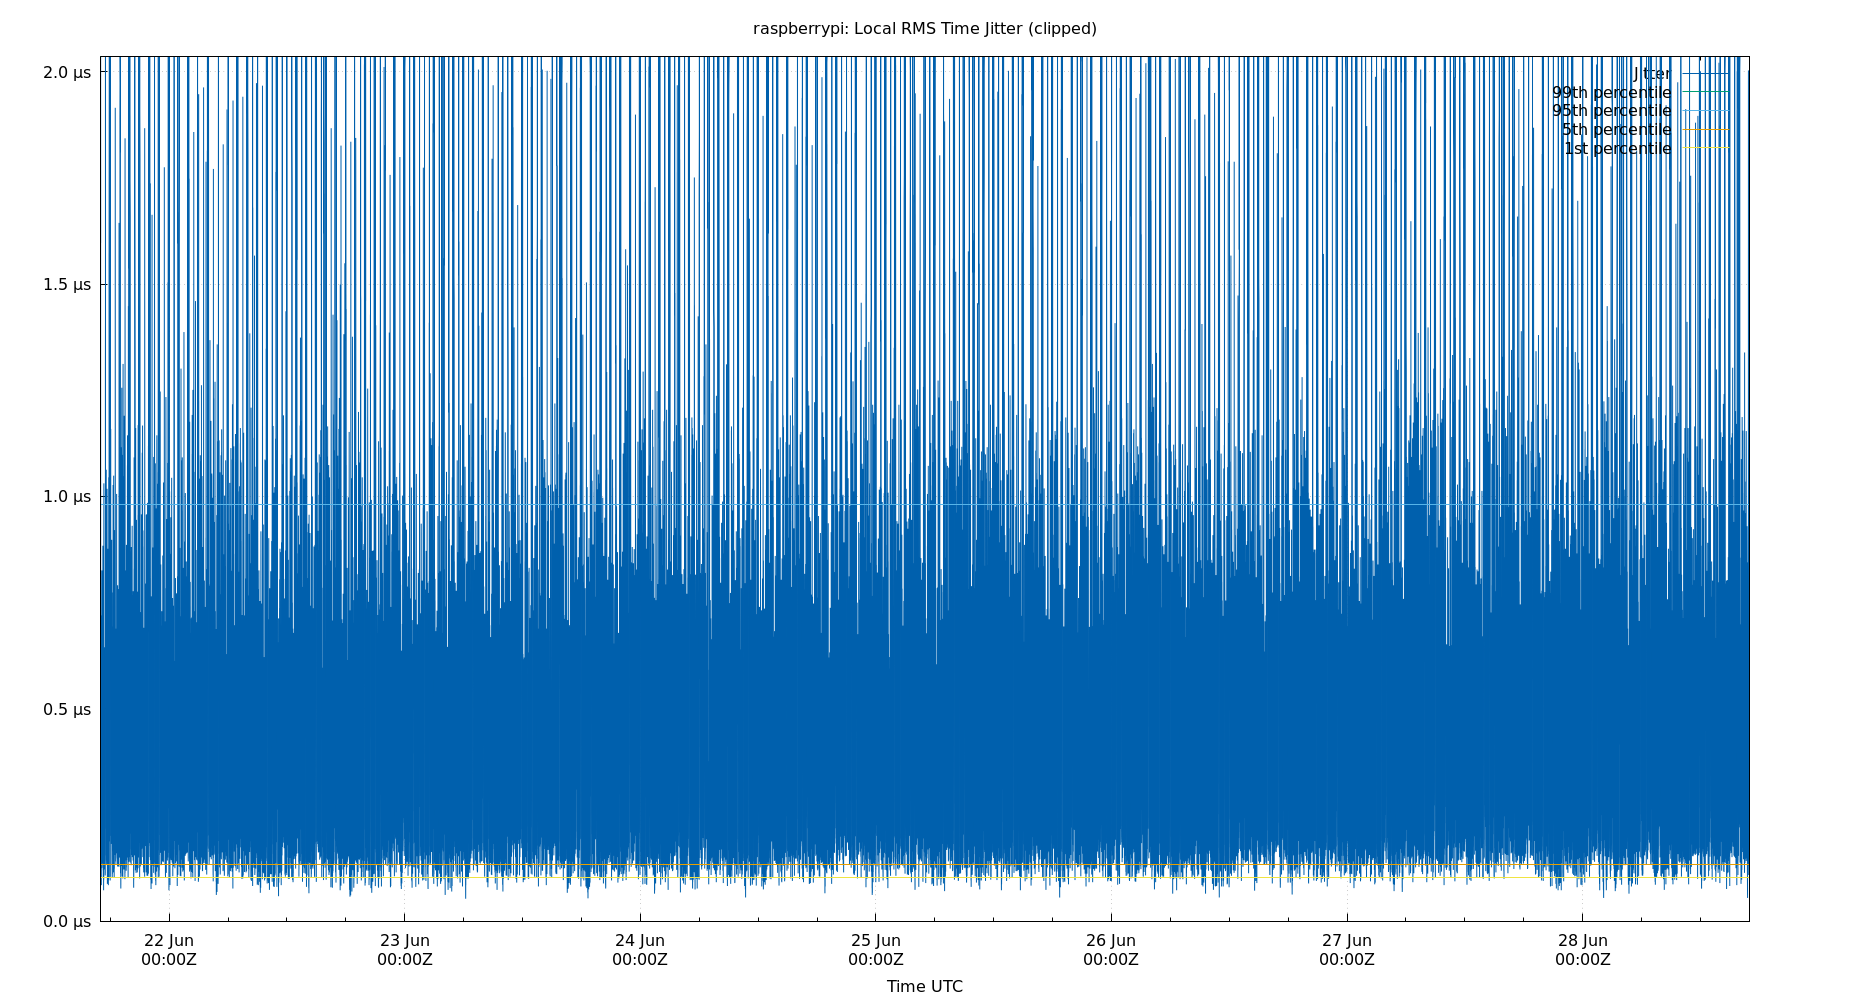 raspberrypi: Local RMS Time Jitter (clipped)
2.0 µs
1.5 µs
1.0 µs
0.5 µs
0.0 µs
Jitter
99th percentile
95th percentile
5th percentile
1st percentile
22 Jun
00:00Z
23 Jun
00:00Z
24 Jun
00:00Z
25 Jun
00:00Z
26 Jun
00:00Z
27 Jun
00:00Z
28 Jun
00:00Z
Time UTC